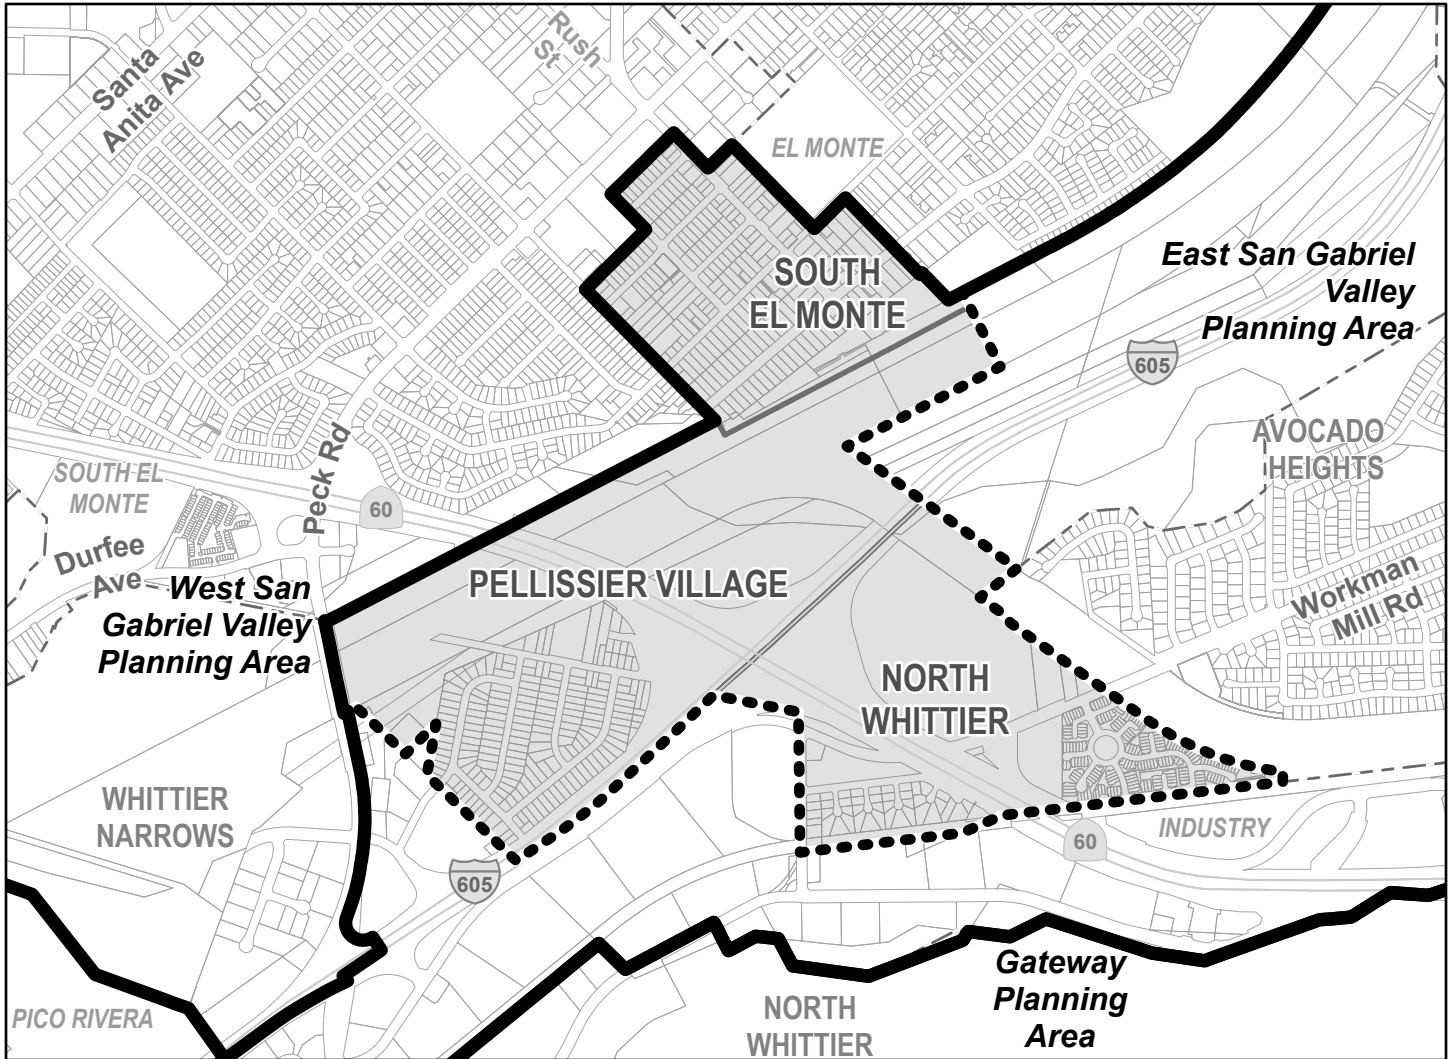 Santa
Anita Ave
Rush
St
EL MONTE
SOUTH
EL MONTE
East San Gabriel
Valley
Planning Area
605
AVOCADO
HEIGHTS
Peck Rd
SOUTH EL
MONTE
60
Durfee
Ave
West San
Gabriel Valley
Planning Area
PELLISSIER VILLAGE
Workman
Mill Rd
NORTH
WHITTIER
WHITTIER
NARROWS
INDUSTRY
60
605
Gateway
Planning
Area
PICO RIVERA
NORTH
WHITTIER